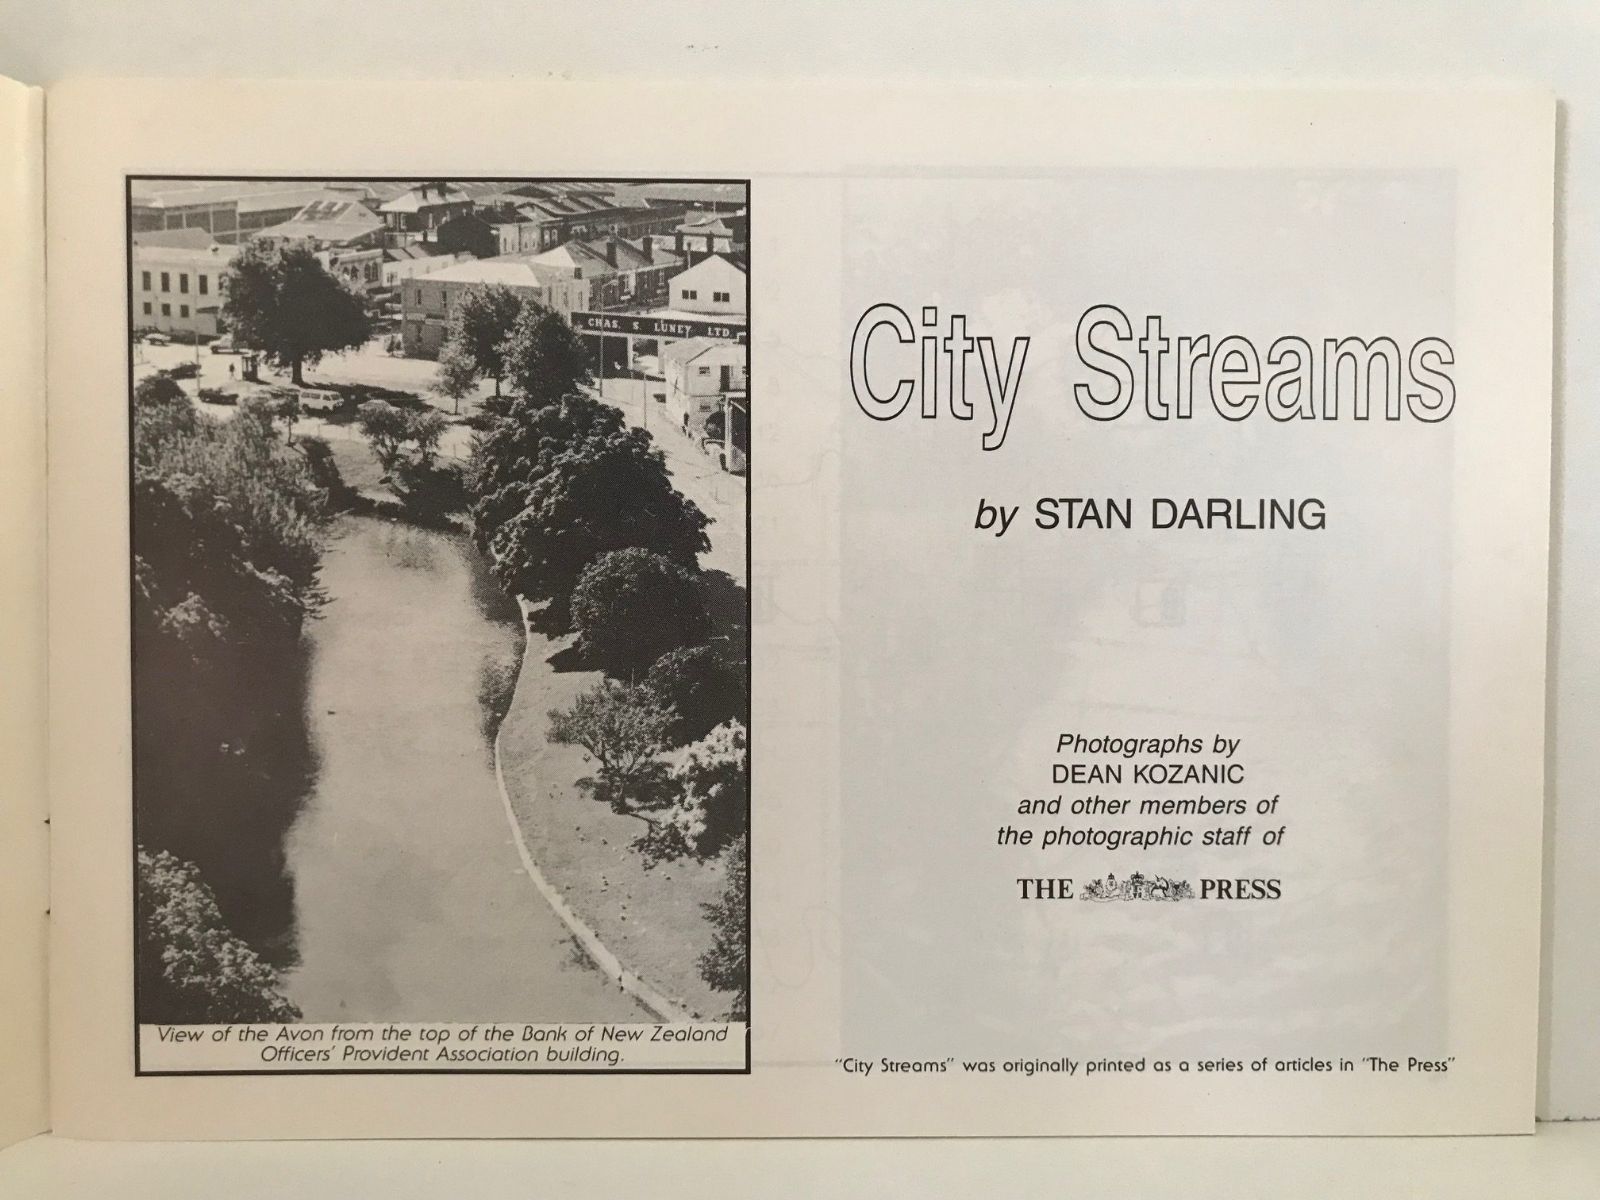 CHAS. S. LUNEY LTD.
View of the Avon from the top of the Bank of New Zealand
Officers' Provident Association building.
City Streams
by STAN DARLING
Photographs by
DEAN KOZANIC
and other members of
the photographic staff of
THE PRESS
"City Streams" was originally printed as a series of articles in "The Press"